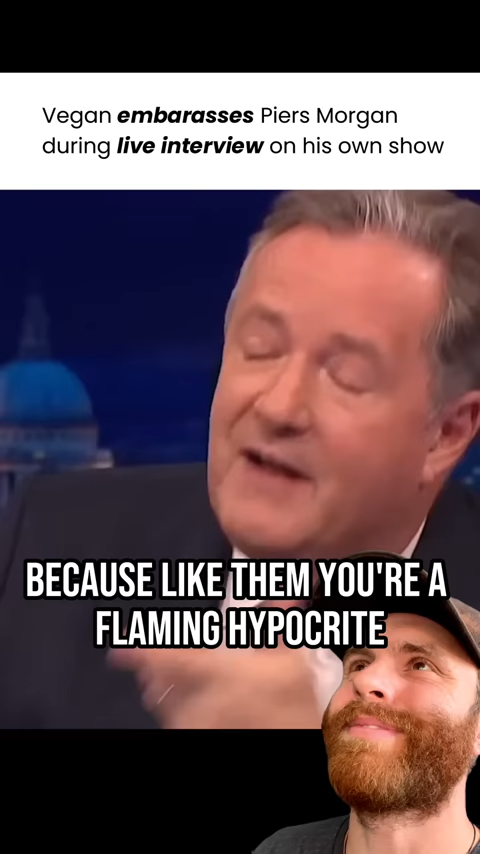 Vegan embarasses Piers Morgan
during live interview on his own show
BECAUSE LIKE THEM YOU'RE A
FLAMING HYPOCRITE